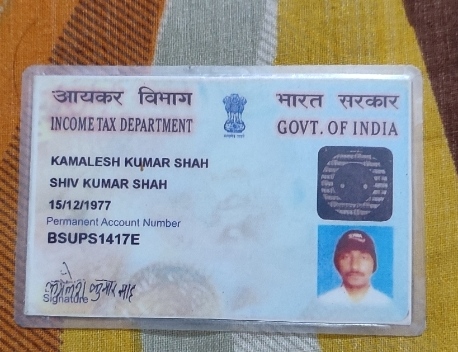 आयकर विभाग
भारत सरकार
INCOME TAX DEPARTMENT
GOVT. OF INDIA
KAMALESH KUMAR SHAH
SHIV KUMAR SHAH
15/12/1977
Permanent Account Number
BSUPS1417E
कुमार साह
Signature